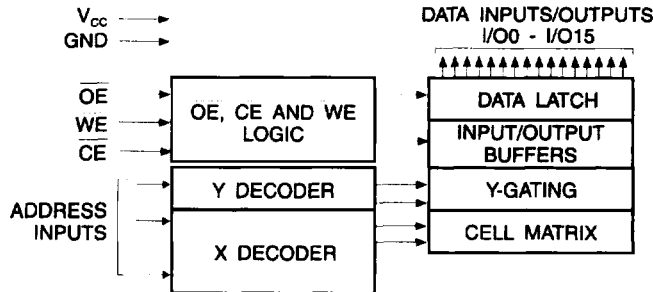 V_CC
GND
DATA INPUTS/OUTPUTS
I/O0 - I/O15
OE
WE
CE
OE, CE AND WE
LOGIC
DATA LATCH
INPUT/OUTPUT
BUFFERS
ADDRESS
INPUTS
Y DECODER
Y-GATING
X DECODER
CELL MATRIX